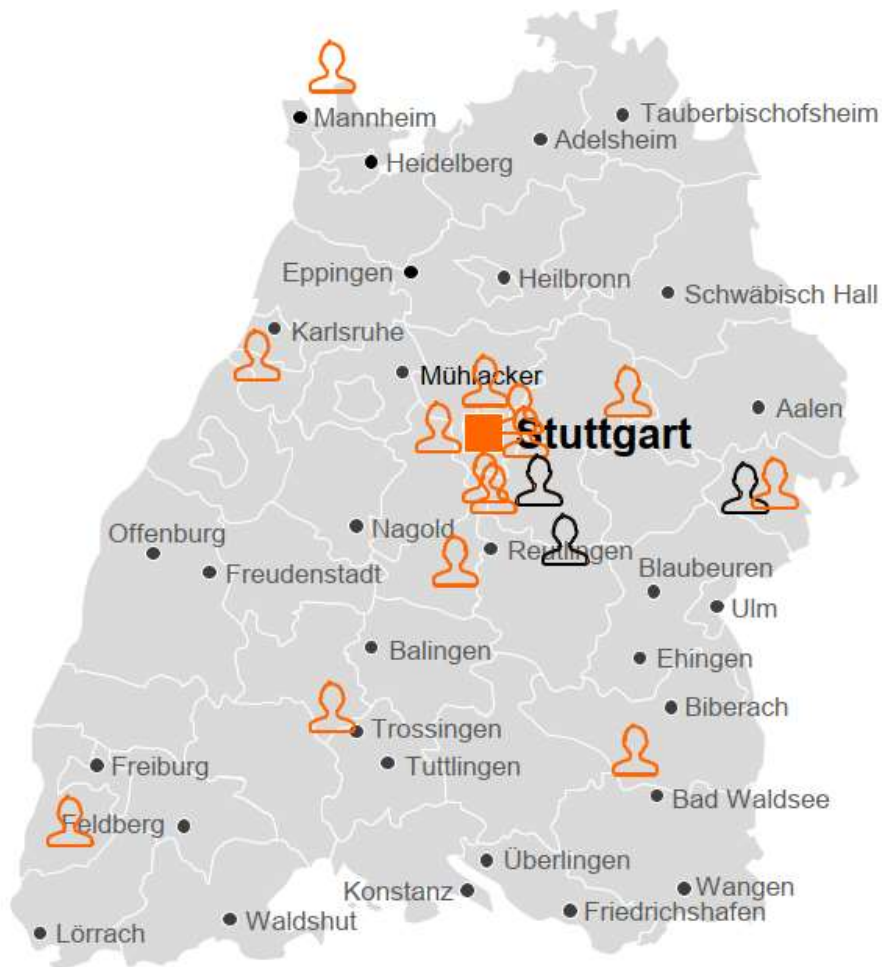 Mannheim
Tauberbischofsheim
Adelsheim
Heidelberg
Eppingen
Heilbronn
Schwäbisch Hall
Karlsruhe
Mühlacker
Aalen
Stuttgart
Nagold
Offenburg
Reutlingen
Freudenstadt
Blaubeuren
Ulm
Balingen
Ehingen
Biberach
Trossingen
Freiburg
Tuttlingen
Bad Waldsee
Feldberg
Überlingen
Konstanz
Wangen
Friedrichshafen
Waldshut
Lörrach